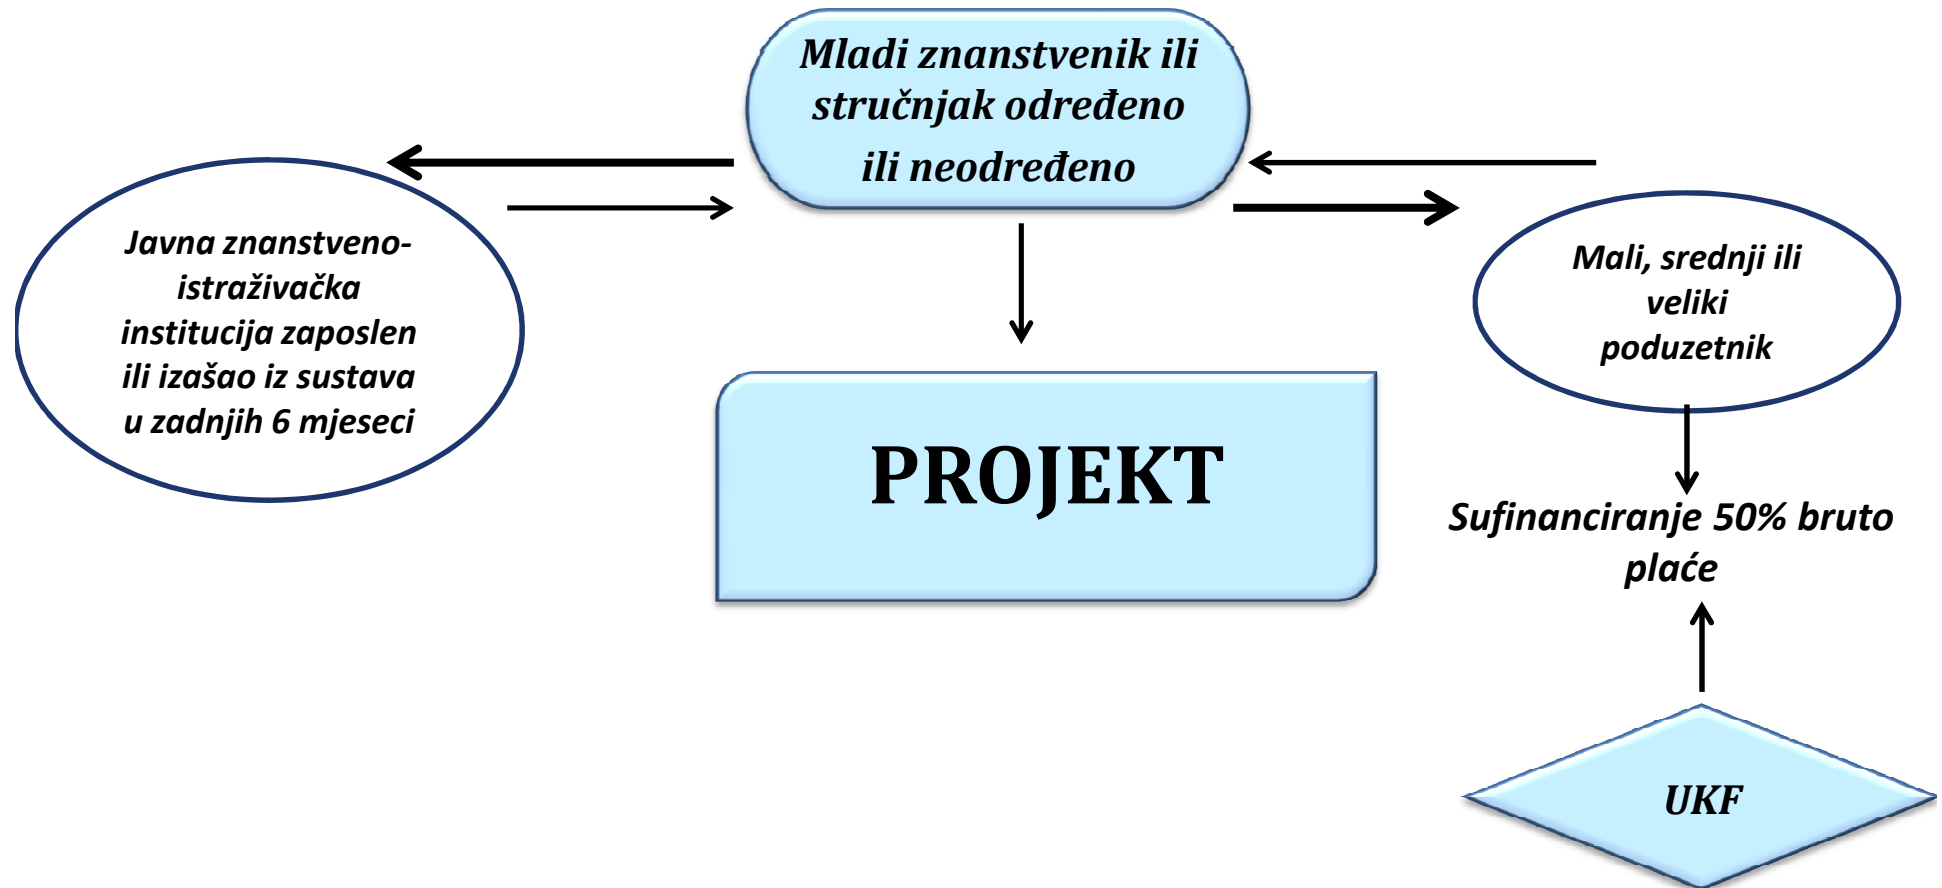 Mladi znanstvenik ili
stručnjak određeno
ili neodređeno
Javna znanstveno-
istraživačka
institucija zaposlen
ili izašao iz sustava
u zadnjih 6 mjeseci
Mali, srednji ili
veliki
poduzetnik
PROJEKT
Sufinanciranje 50% bruto
plaće
UKF